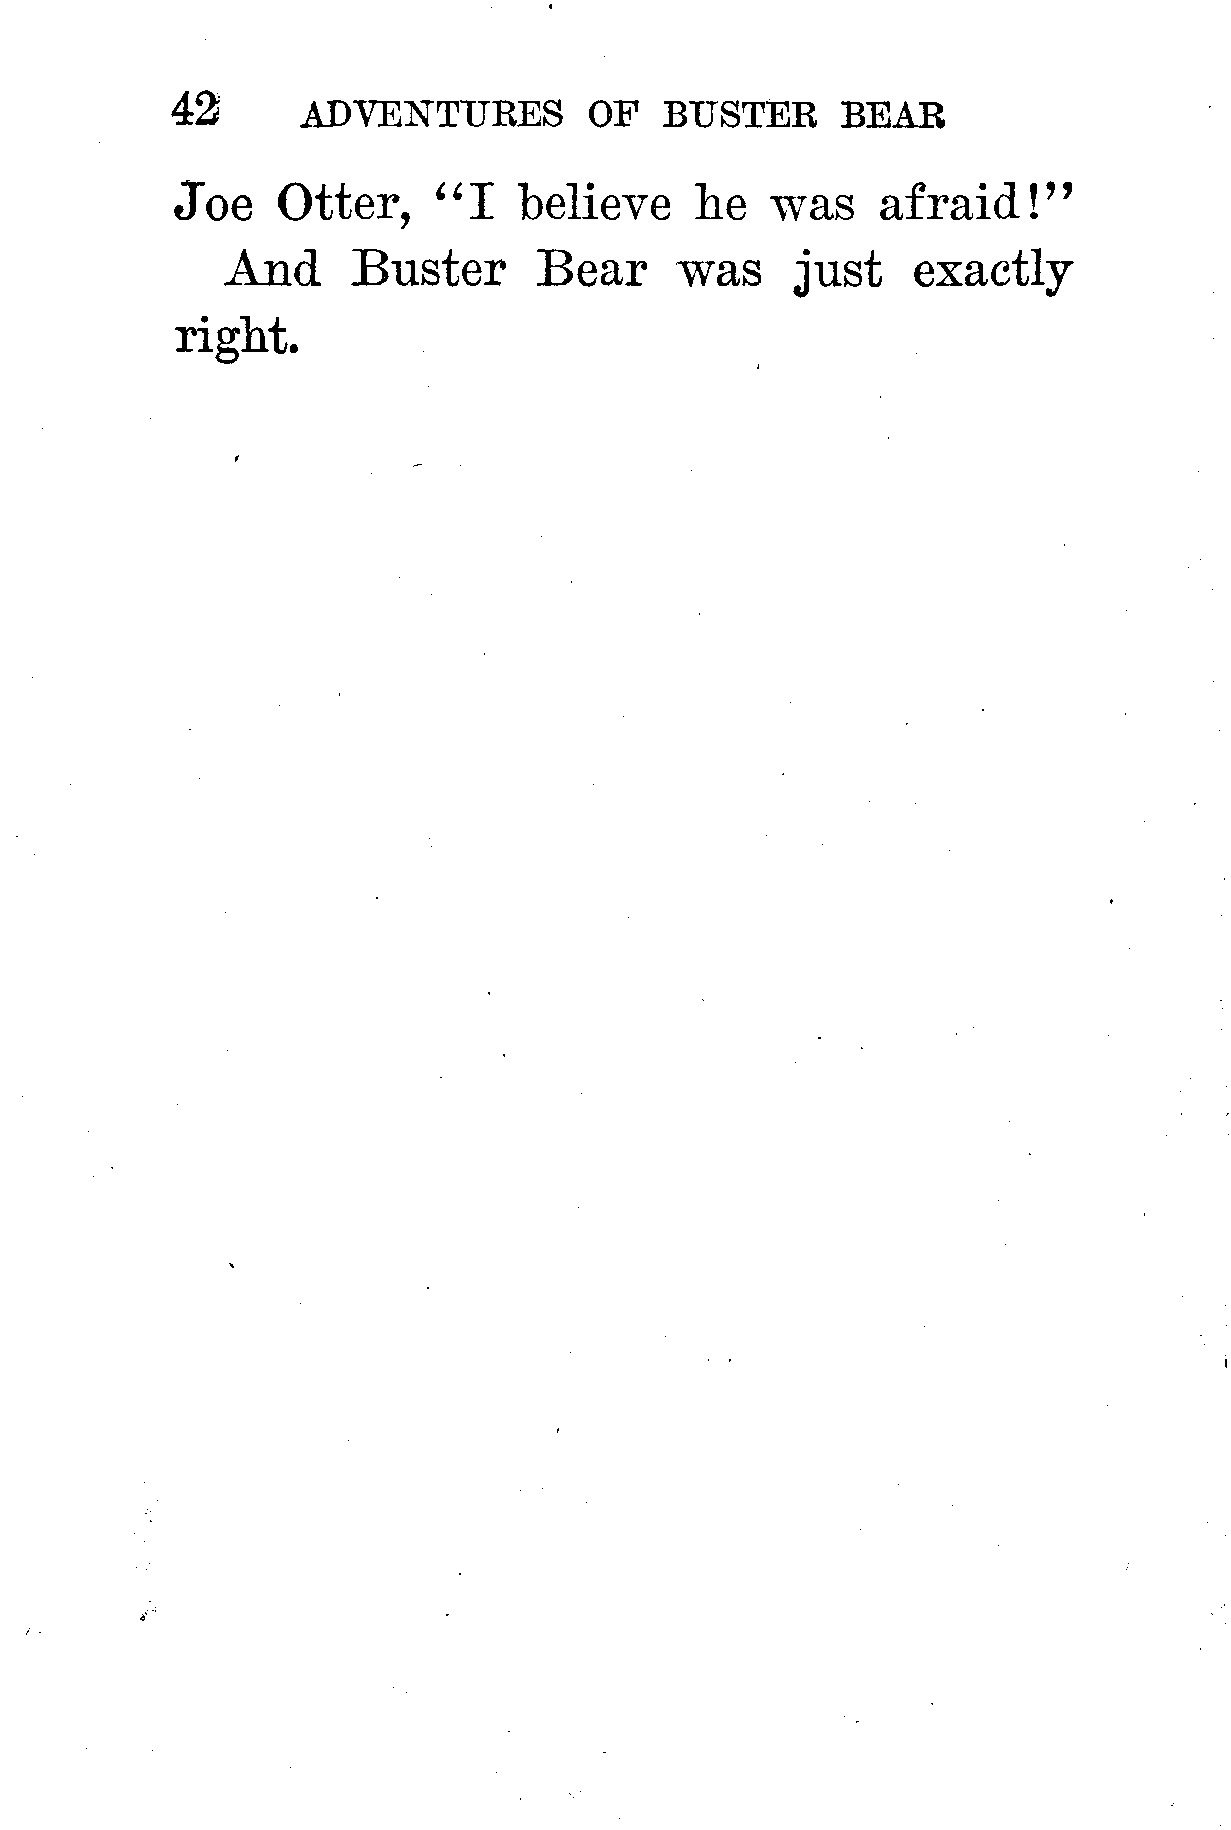 42 ADVENTURES OF BUSTER BEAR
Joe Otter, "I believe he was afraid!"
And Buster Bear was just exactly
right.